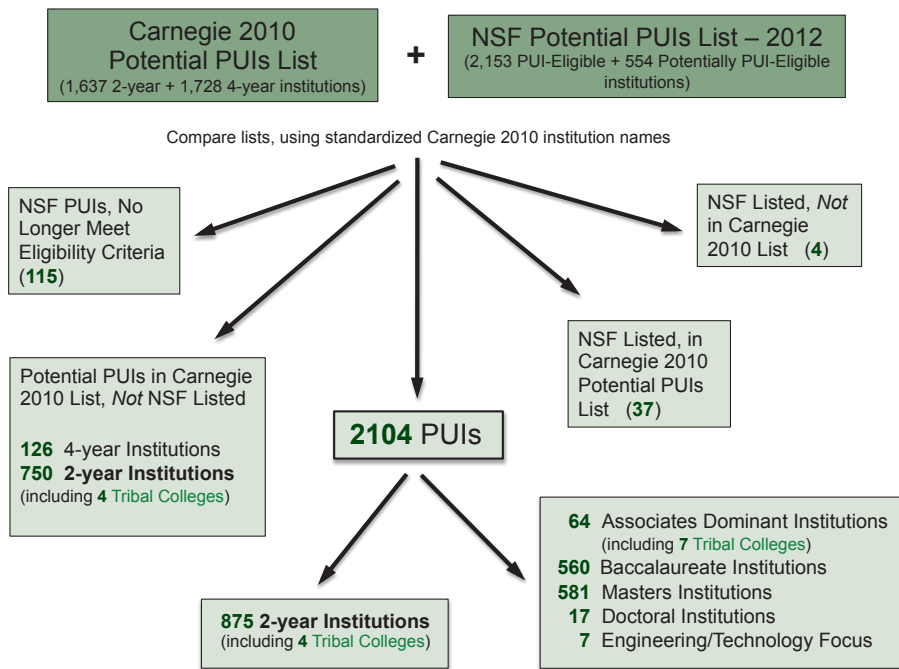 Carnegie 2010
Potential PUIs List
(1,637 2-year + 1,728 4-year institutions)
+
NSF Potential PUIs List – 2012
(2,153 PUI-Eligible + 554 Potentially PUI-Eligible
institutions)
Compare lists, using standardized Carnegie 2010 institution names
NSF PUIs, No
Longer Meet
Eligibility Criteria
(115)
NSF Listed, Not
in Carnegie
2010 List (4)
Potential PUIs in Carnegie
2010 List, Not NSF Listed
126 4-year Institutions
750 2-year Institutions
(including 4 Tribal Colleges)
NSF Listed, in
Carnegie 2010
Potential PUIs
List (37)
2104 PUIs
875 2-year Institutions
(including 4 Tribal Colleges)
64 Associates Dominant Institutions
(including 7 Tribal Colleges)
560 Baccalaureate Institutions
581 Masters Institutions
17 Doctoral Institutions
7 Engineering/Technology Focus